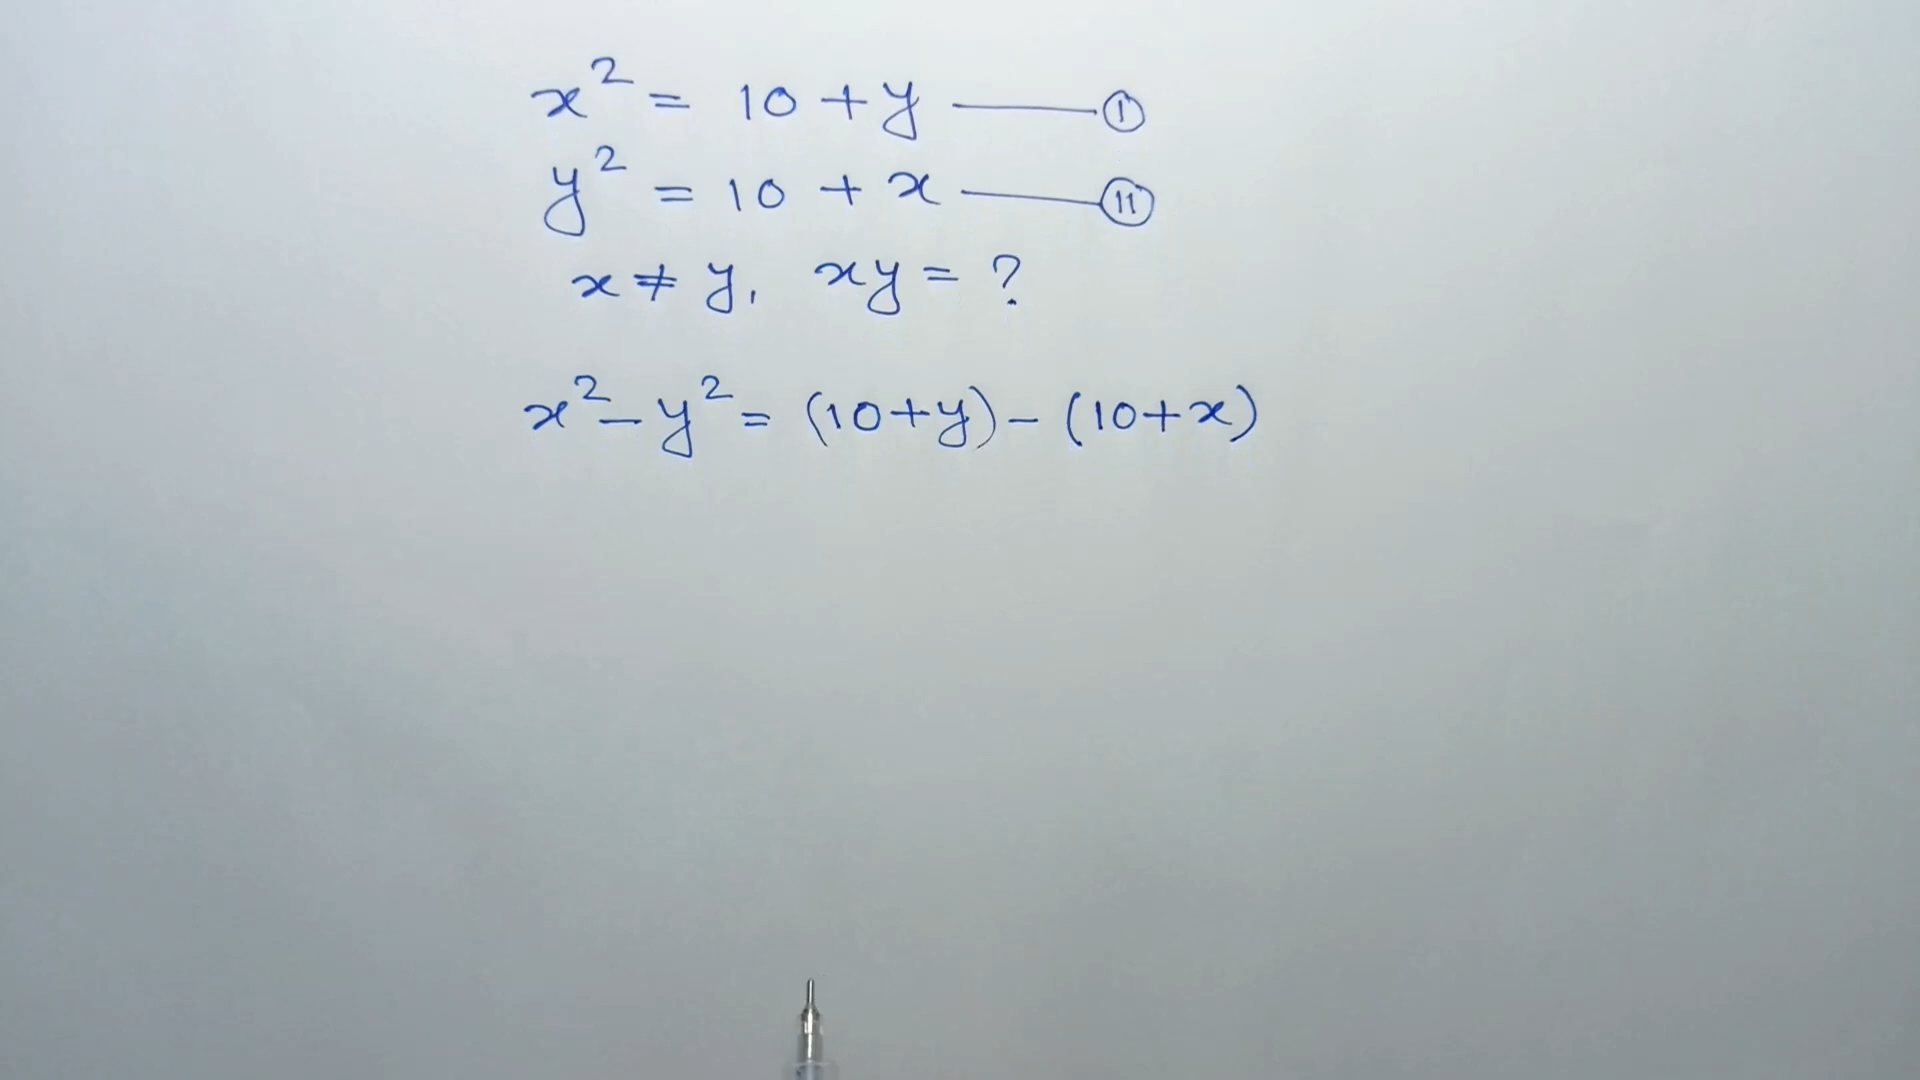 x² = 10 + y ——— ①
y² = 10 + x ——— ⑪
x ≠ y, xy = ?
x² - y² = (10+y) - (10+x)